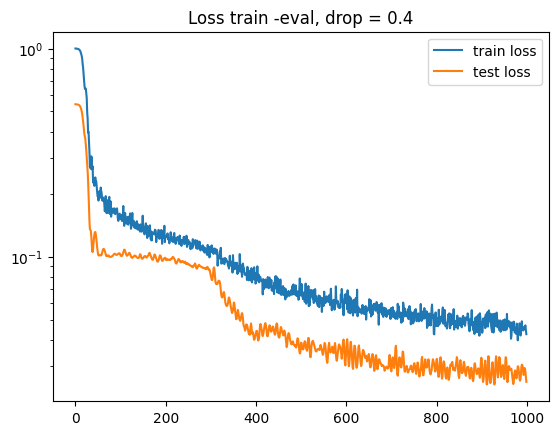 Loss train -eval, drop = 0.4
train loss
test loss
10⁰
10⁻¹
0 200 400 600 800 1000